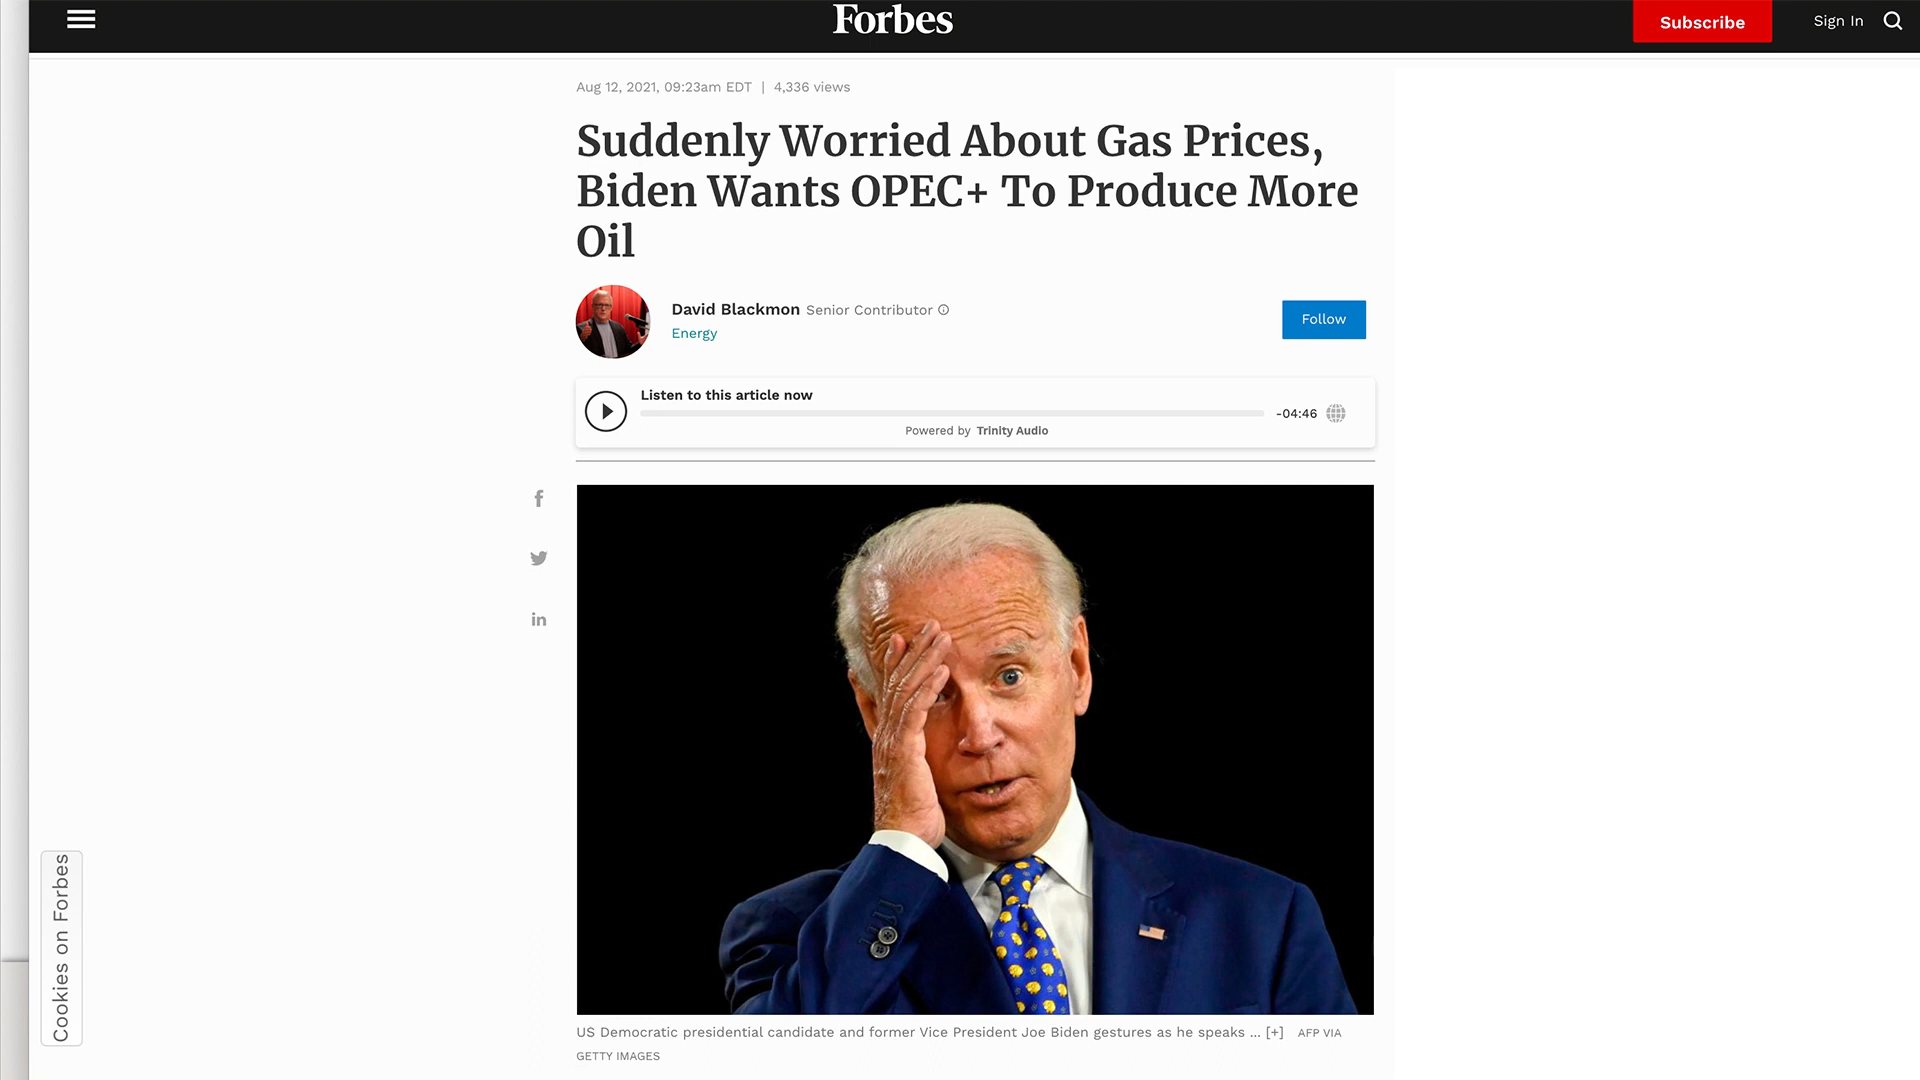 Forbes
Subscribe
Sign In
Aug 12, 2021, 09:23am EDT | 4,336 views
Suddenly Worried About Gas Prices,
Biden Wants OPEC+ To Produce More
Oil
David Blackmon Senior Contributor
Energy
Follow
Listen to this article now
-04:46
Powered by Trinity Audio
f
in
Cookies on Forbes
US Democratic presidential candidate and former Vice President Joe Biden gestures as he speaks ... [+] AFP VIA
GETTY IMAGES